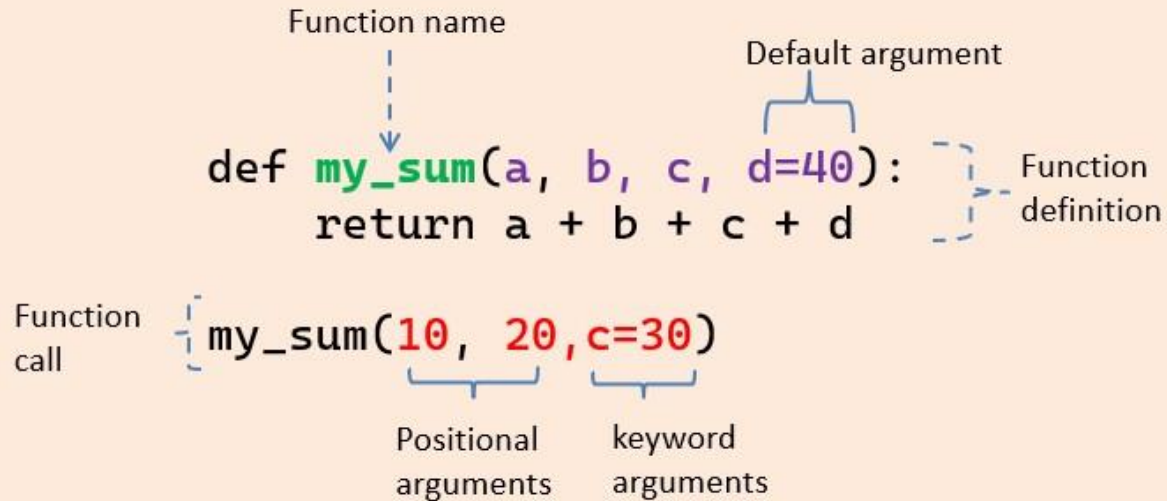 Function name
Default argument
def my_sum(a, b, c, d=40):
return a + b + c + d
Function
definition
Function
call
my_sum(10, 20,c=30)
Positional
arguments
keyword
arguments